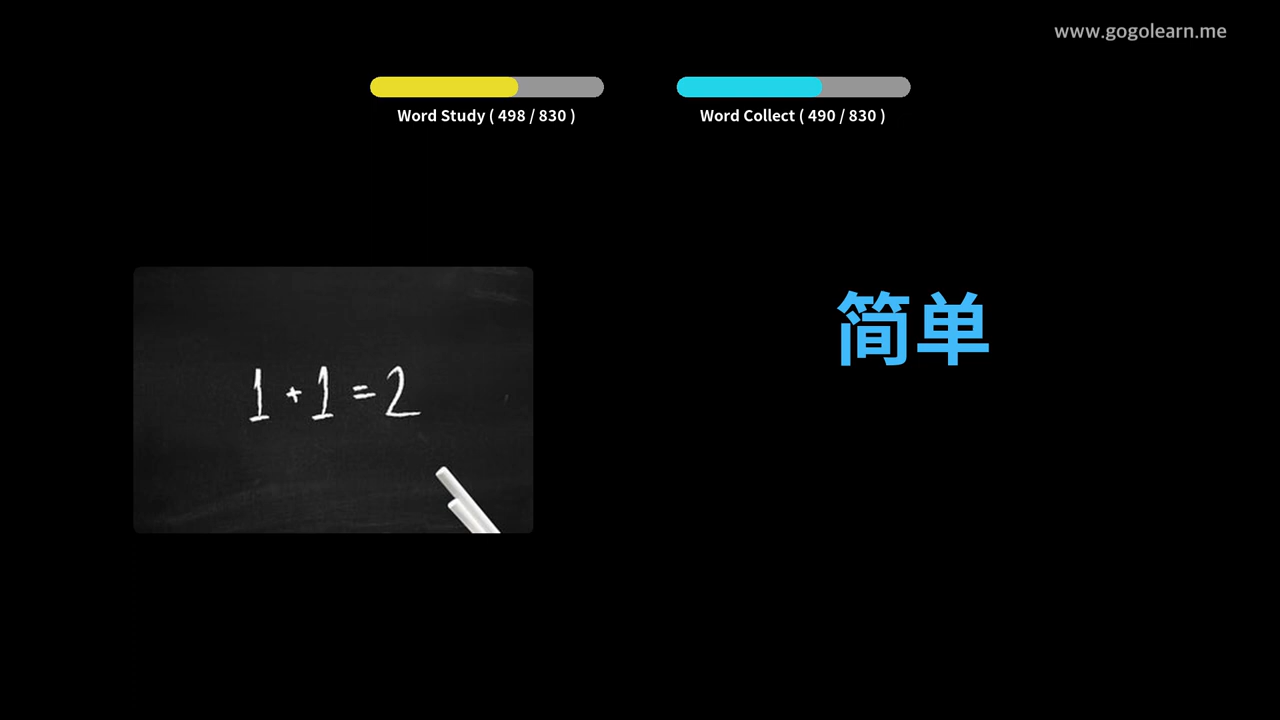 www.gogolearn.me
Word Study ( 498 / 830 )
Word Collect ( 490 / 830 )
简单
1 + 1 = 2